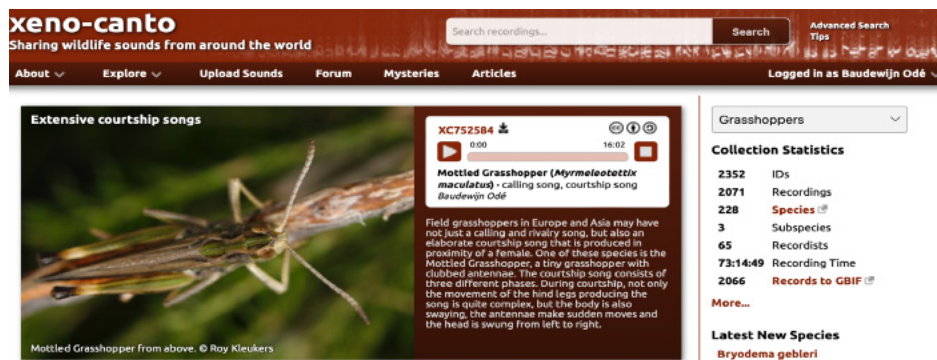 xeno-canto
Sharing wildlife sounds from around the world
Search recordings...
Search
Advanced Search
Tips
About
Explore
Upload Sounds
Forum
Mysteries
Articles
Logged in as Baudewijn Odé
Extensive courtship songs
XC752584
0:00
16:02
Mottled Grasshopper (Myrmeleotettix
maculatus) · calling song, courtship song
Baudewijn Odé
Field grasshoppers in Europe and Asia may have
not just a calling and rivalry song, but also an
elaborate courtship song that is produced in
proximity of a female. One of these species is the
Mottled Grasshopper, a tiny grasshopper with
clubbed antennae. The courtship song consists of
three different phases. During courtship, not only
the movement of the hind legs producing the
song is quite complex, but the body is also
swaying, the antennae make sudden moves and
the head is swung from left to right.
Mottled Grasshopper from above. © Roy Kleukers
Grasshoppers
Collection Statistics
2352 IDs
2071 Recordings
228 Species
3 Subspecies
65 Recordists
73:14:49 Recording Time
2066 Records to GBIF
More...
Latest New Species
Bryodema gebleri